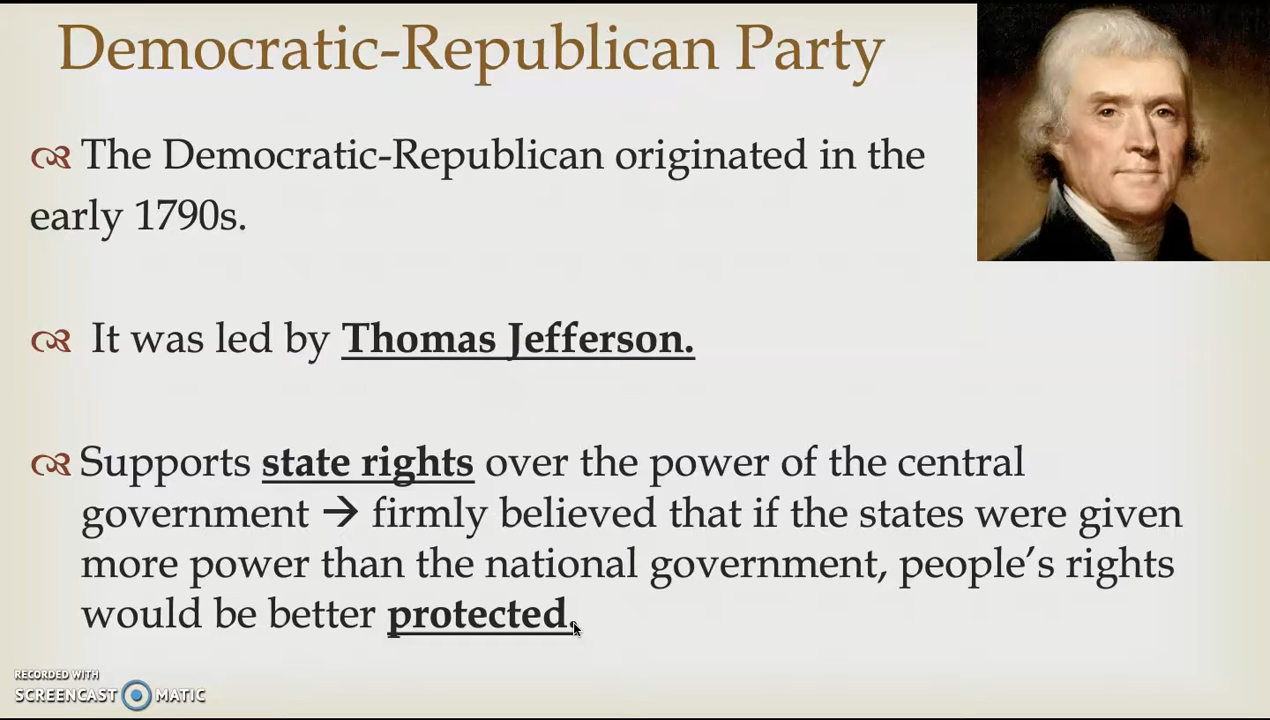 Democratic-Republican Party
The Democratic-Republican originated in the
early 1790s.
It was led by Thomas Jefferson.
Supports state rights over the power of the central
government → firmly believed that if the states were given
more power than the national government, people’s rights
would be better protected.
RECORDED WITH
SCREENCAST MATIC